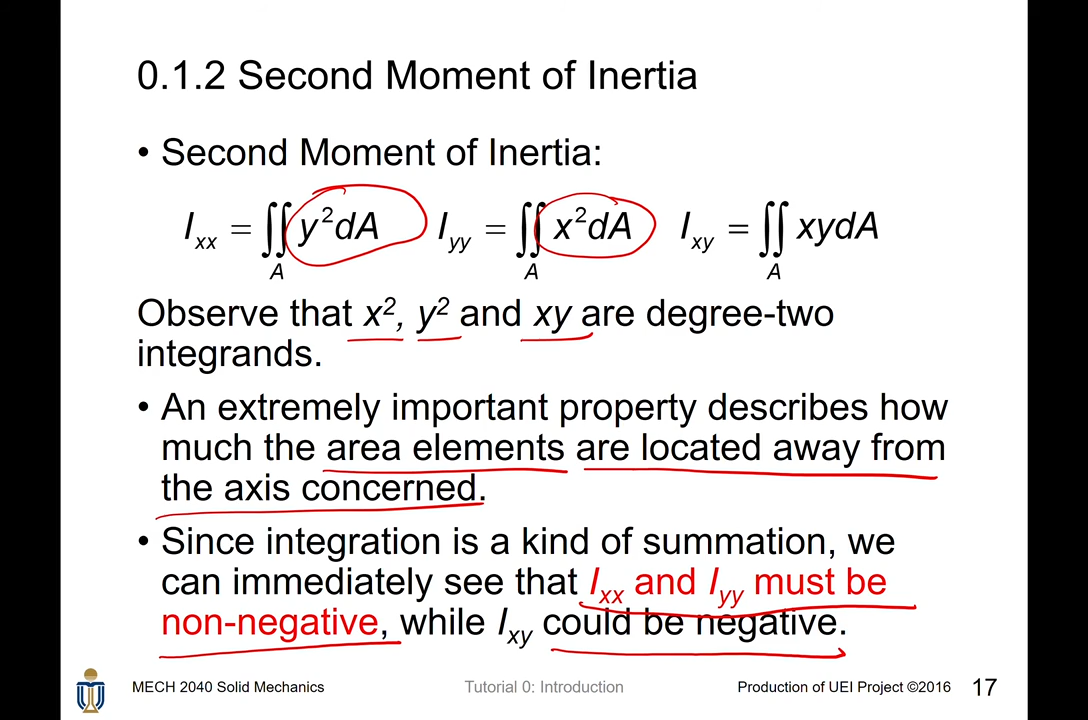 0.1.2 Second Moment of Inertia
• Second Moment of Inertia:
I_xx = ∬_A y²dA I_yy = ∬_A x²dA I_xy = ∬_A xydA
Observe that x², y² and xy are degree-two
integrands.
• An extremely important property describes how
much the area elements are located away from
the axis concerned.
• Since integration is a kind of summation, we
can immediately see that I_xx and I_yy must be
non-negative, while I_xy could be negative.
MECH 2040 Solid Mechanics Tutorial 0: Introduction Production of UEI Project ©2016 17